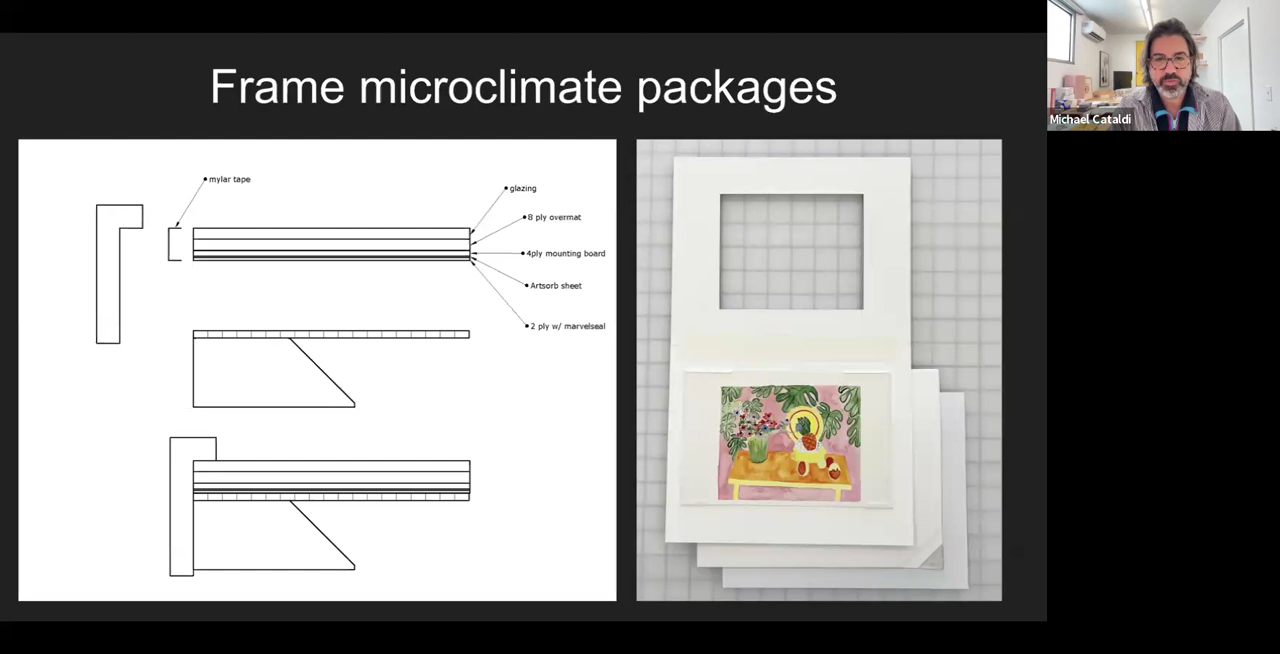 Frame microclimate packages
Michael Cataldi
mylar tape
glazing
8 ply overmat
4ply mounting board
Artsorb sheet
2 ply w/ marvelseal